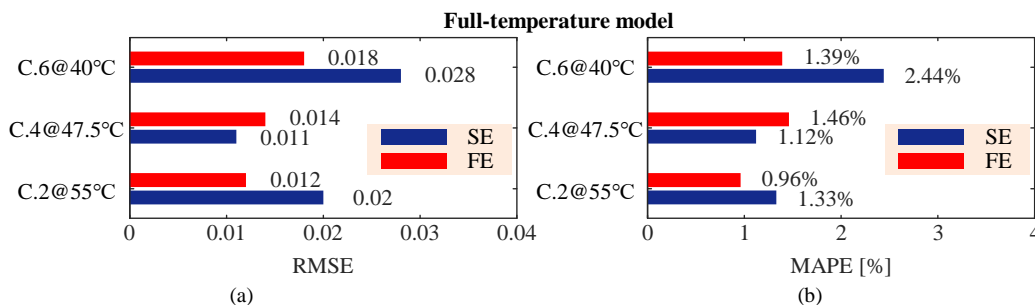 Full-temperature model
C.6@40°C
0.018
0.028
C.4@47.5°C
0.014
0.011
C.2@55°C
0.012
0.02
SE
FE
0
0.01
0.02
0.03
0.04
RMSE
(a)
C.6@40°C
1.39%
2.44%
C.4@47.5°C
1.46%
1.12%
C.2@55°C
0.96%
1.33%
SE
FE
0
1
2
3
4
MAPE [%]
(b)